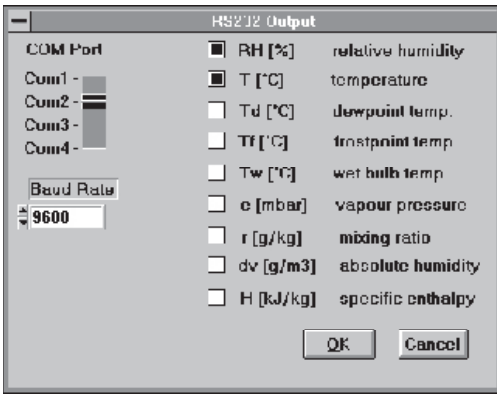 RS232 Output
COM Port
Com1 -
Com2 -
Com3 -
Com4 -
Baud Rate
9600
RH [%] relative humidity
T [°C] temperature
Td [°C] dewpoint temp.
Tf [°C] frostpoint temp
Tw [°C] wet bulb temp
e [mbar] vapour pressure
r [g/kg] mixing ratio
dv [g/m3] absolute humidity
H [kJ/kg] specific enthalpy
OK Cancel